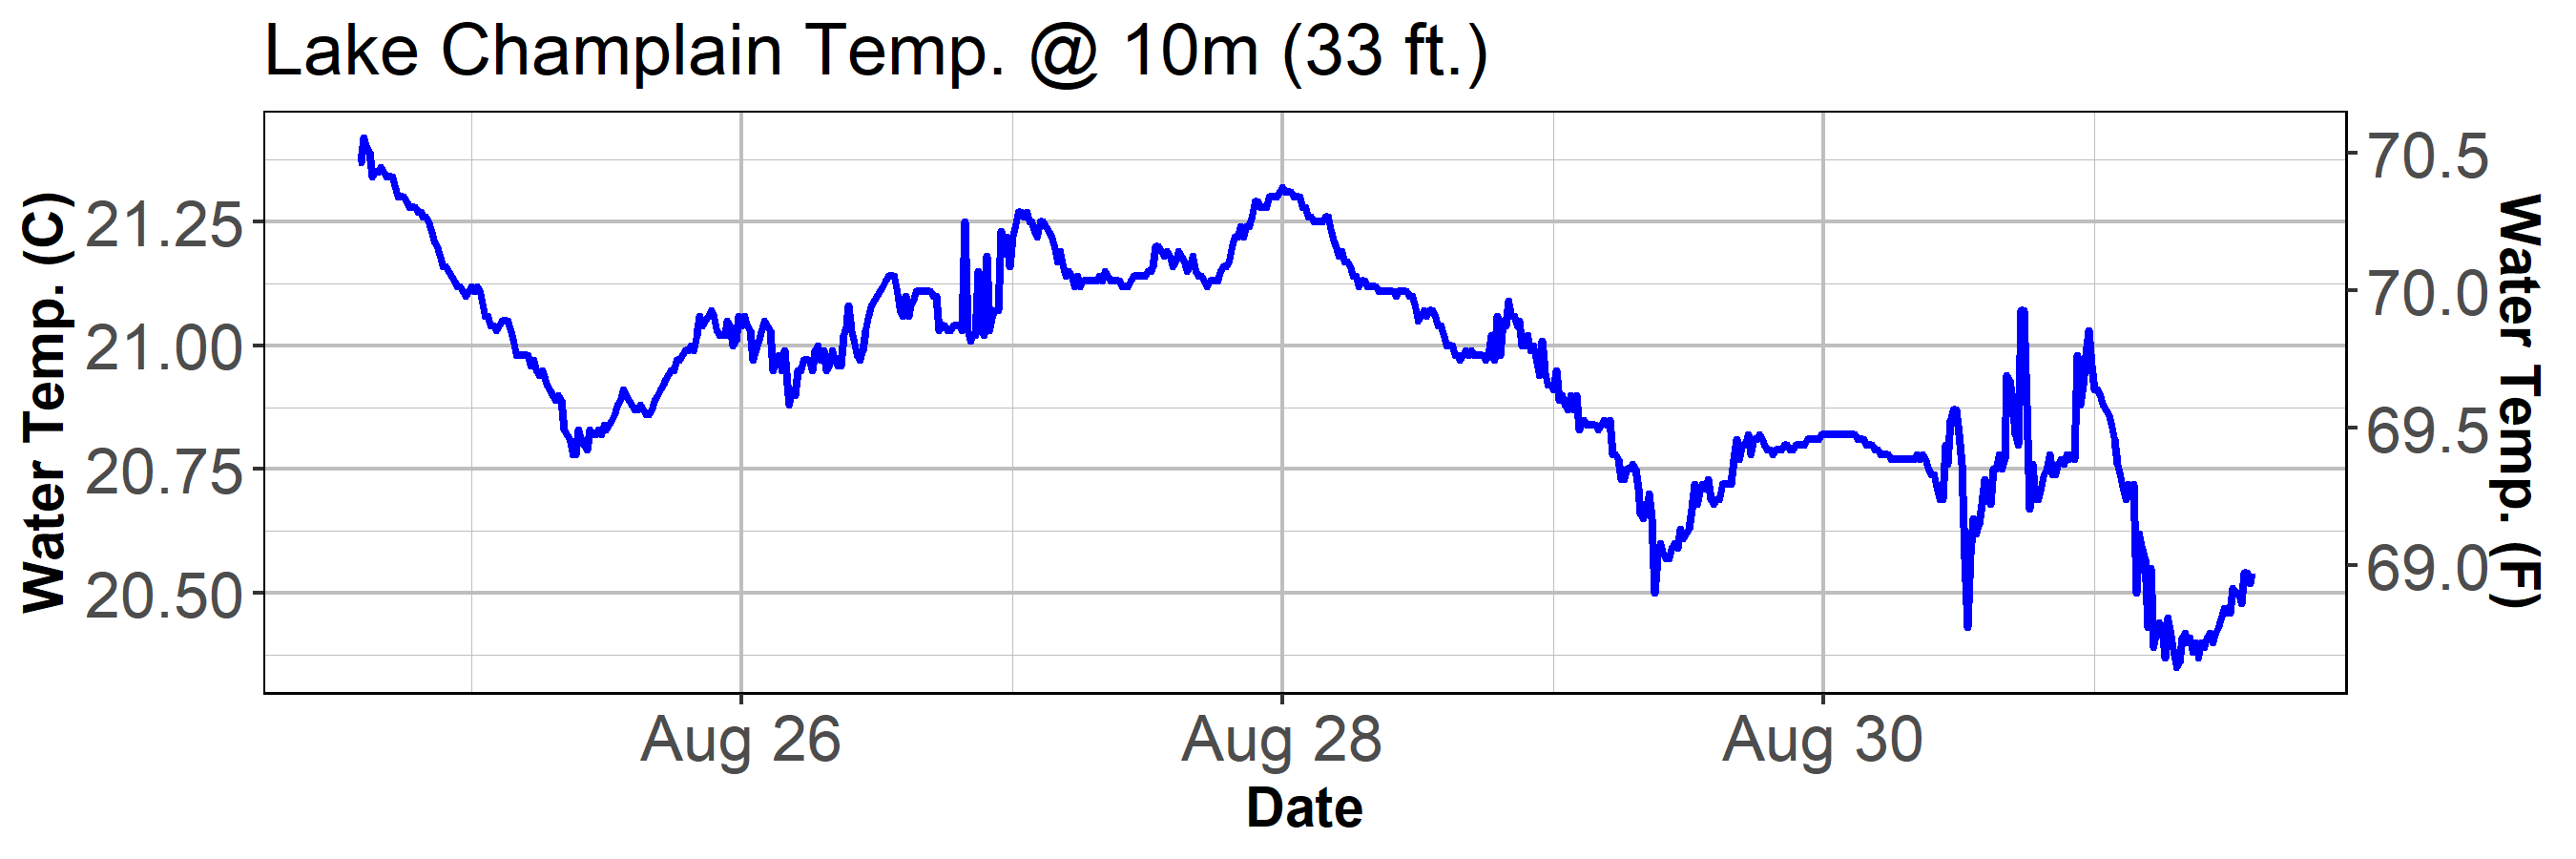 Lake Champlain Temp. @ 10m (33 ft.)
Water Temp. (C)
21.25
21.00
20.75
20.50
70.5
70.0
69.5
69.0
Water Temp. (F)
Aug 26
Aug 28
Aug 30
Date